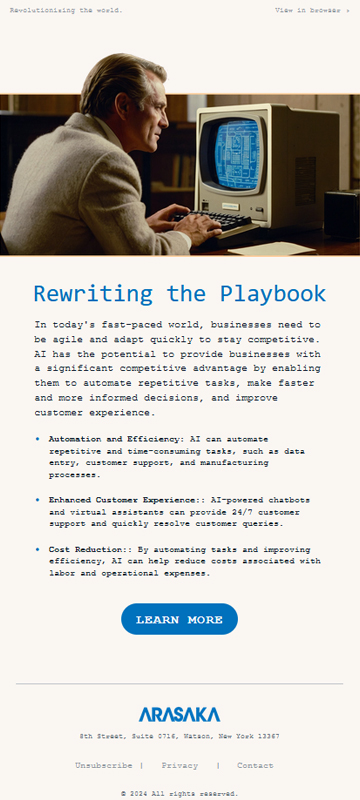 Revolutionizing the world.
View in browser >
Rewriting the Playbook
In today's fast-paced world, businesses need to
be agile and adapt quickly to stay competitive.
AI has the potential to provide businesses with
a significant competitive advantage by enabling
them to automate repetitive tasks, make faster
and more informed decisions, and improve
customer experience.
• Automation and Efficiency: AI can automate
repetitive and time-consuming tasks, such as data
entry, customer support, and manufacturing
processes.
• Enhanced Customer Experience:: AI-powered chatbots
and virtual assistants can provide 24/7 customer
support and quickly resolve customer queries.
• Cost Reduction:: By automating tasks and improving
efficiency, AI can help reduce costs associated with
labor and operational expenses.
LEARN MORE
ARASAKA
8th Street, Suite 0716, Watson, New York 13367
Unsubscribe | Privacy | Contact
© 2024 All rights reserved.